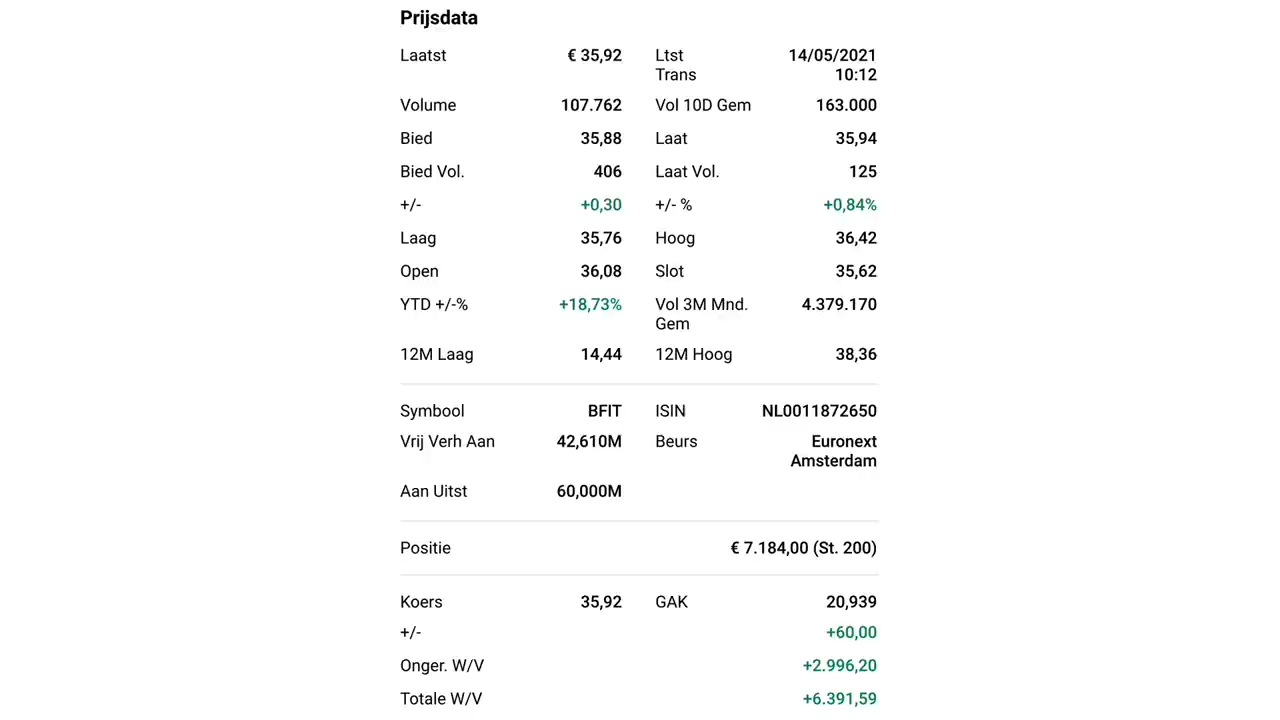 Prijsdata
Laatst € 35,92 Ltst 14/05/2021
Trans 10:12
Volume 107.762 Vol 10D Gem 163.000
Bied 35,88 Laat 35,94
Bied Vol. 406 Laat Vol. 125
+/- +0,30 +/- % +0,84%
Laag 35,76 Hoog 36,42
Open 36,08 Slot 35,62
YTD +/-% +18,73% Vol 3M Mnd. 4.379.170
Gem
12M Laag 14,44 12M Hoog 38,36
Symbool BFIT ISIN NL0011872650
Vrij Verh Aan 42,610M Beurs Euronext
Amsterdam
Aan Uitst 60,000M
Positie € 7.184,00 (St. 200)
Koers 35,92 GAK 20,939
+/- +60,00
Onger. W/V +2.996,20
Totale W/V +6.391,59